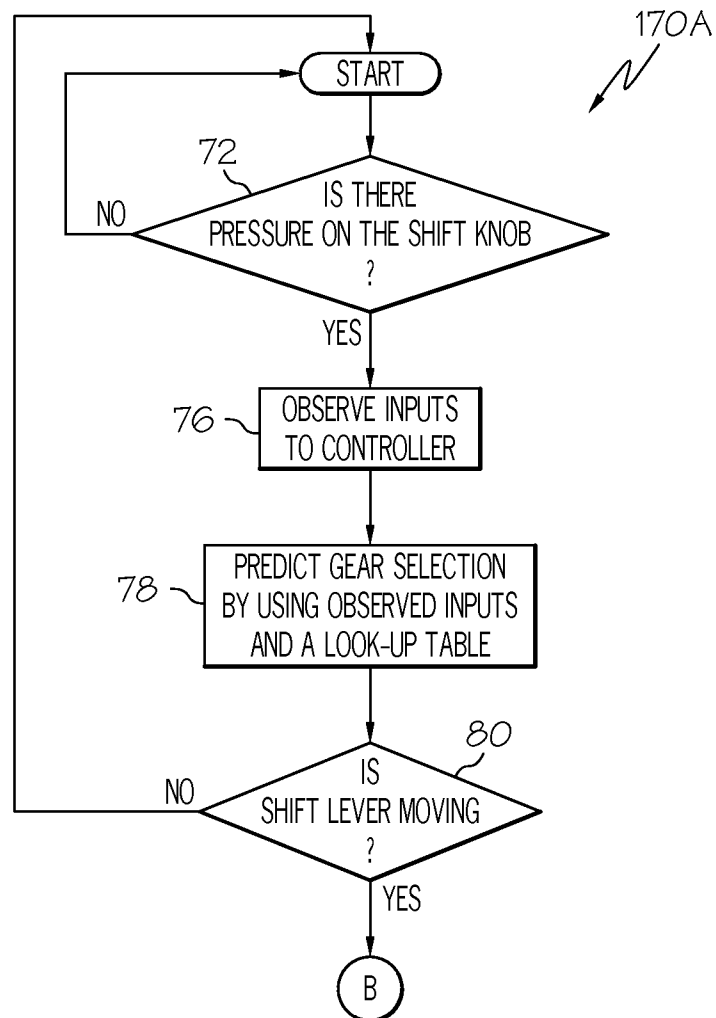 170A
START
72
IS THERE
PRESSURE ON THE SHIFT KNOB
?
NO
YES
76
OBSERVE INPUTS
TO CONTROLLER
78
PREDICT GEAR SELECTION
BY USING OBSERVED INPUTS
AND A LOOK-UP TABLE
80
IS
SHIFT LEVER MOVING
?
NO
YES
B